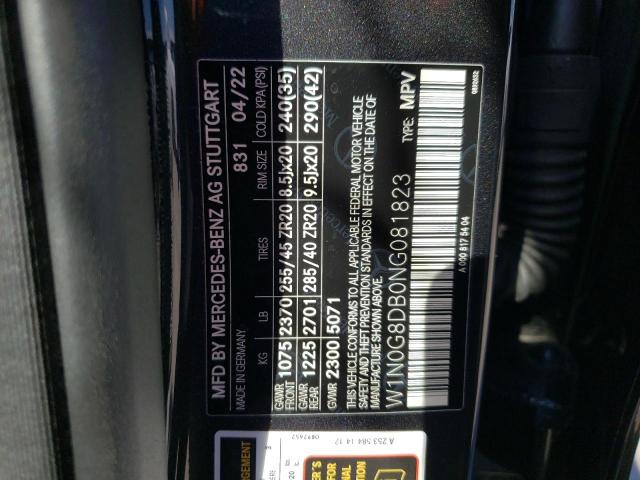 MFD BY MERCEDES-BENZ AG STUTTGART
MADE IN GERMANY 831 04/22
KG LB TIRES RIM SIZE COLD KPA(PSI)
GAWR FRONT 1075 2370 255/45 ZR20 8.5Jx20 240(35)
GAWR REAR 1225 2701 285/40 ZR20 9.5Jx20 290(42)
GVWR 2300/5071
THIS VEHICLE CONFORMS TO ALL APPLICABLE FEDERAL MOTOR VEHICLE
SAFETY AND THEFT PREVENTION STANDARDS IN EFFECT ON THE DATE OF
MANUFACTURE SHOWN ABOVE.
W1N0G8DB0NG081823 TYPE: MPV
A 000 817 54 04
A 253 584 14 12